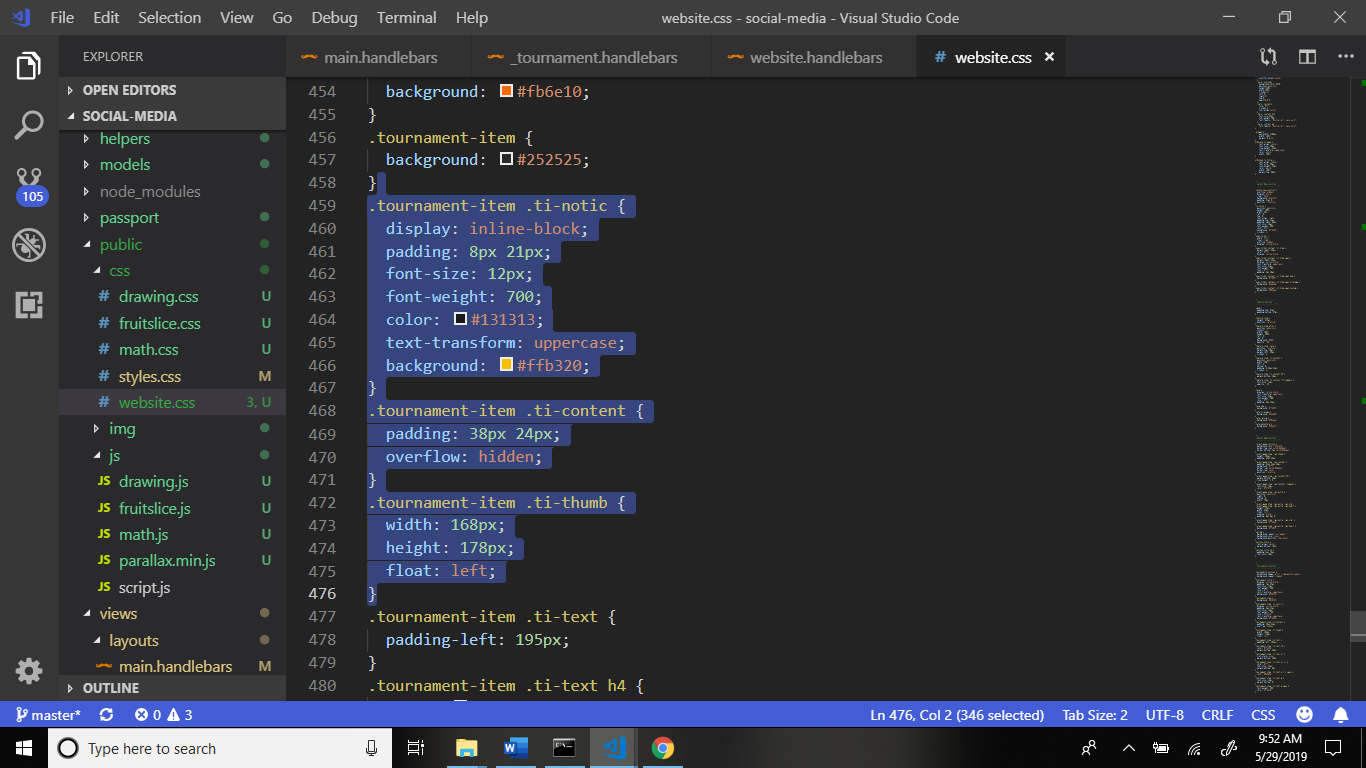 File Edit Selection View Go Debug Terminal Help
website.css - social-media - Visual Studio Code
EXPLORER
main.handlebars
_tournament.handlebars
website.handlebars
# website.css
OPEN EDITORS
SOCIAL-MEDIA
helpers
models
node_modules
passport
public
css
# drawing.css U
# fruitslice.css U
# math.css U
# styles.css M
# website.css 3, U
img
js
JS drawing.js U
JS fruitslice.js U
JS math.js U
JS parallax.min.js U
JS script.js
views
layouts
main.handlebars M
OUTLINE
105
454 background: #fb6e10;
455 }
456 .tournament-item {
457 background: #252525;
458 }
459 .tournament-item .ti-notic {
460 display: inline-block;
461 padding: 8px 21px;
462 font-size: 12px;
463 font-weight: 700;
464 color: #131313;
465 text-transform: uppercase;
466 background: #ffb320;
467 }
468 .tournament-item .ti-content {
469 padding: 38px 24px;
470 overflow: hidden;
471 }
472 .tournament-item .ti-thumb {
473 width: 168px;
474 height: 178px;
475 float: left;
476 }
477 .tournament-item .ti-text {
478 padding-left: 195px;
479 }
480 .tournament-item .ti-text h4 {
master* 0 3
Ln 476, Col 2 (346 selected) Tab Size: 2 UTF-8 CRLF CSS
Type here to search
9:52 AM
5/29/2019